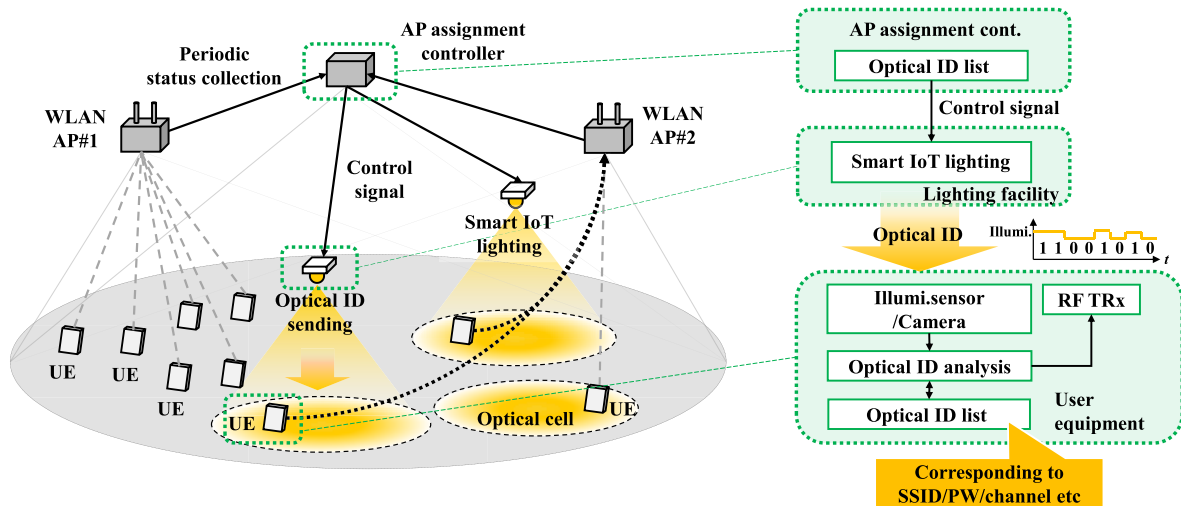 Periodic
status collection
AP assignment
controller
WLAN
AP#1
WLAN
AP#2
Control
signal
Smart IoT
lighting
Optical ID
sending
UE
UE
UE
UE
Optical cell
UE
AP assignment cont.
Optical ID list
Control signal
Smart IoT lighting
Lighting facility
Optical ID
Illumi.
1 1 0 0 1 0 1 0
t
Illumi.sensor
/Camera
RF TRx
Optical ID analysis
Optical ID list
User
equipment
Corresponding to
SSID/PW/channel etc